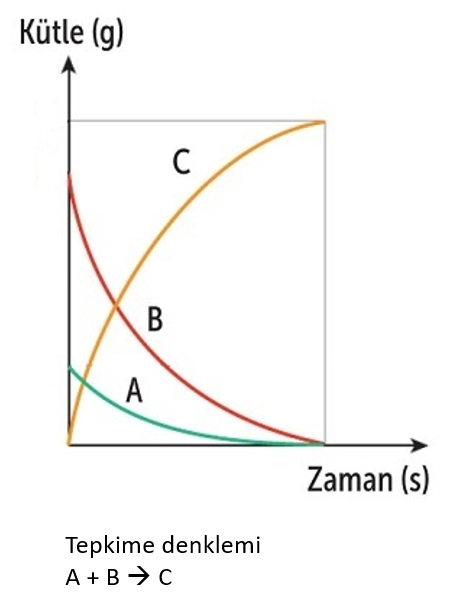 Kütle (g)
C
B
A
Zaman (s)
Tepkime denklemi
A + B → C